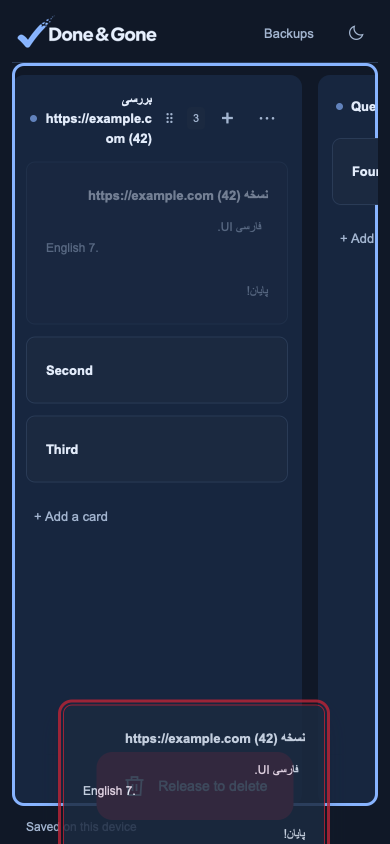 Done & Gone
Backups
بررسی
https://example.c
om (42)
3
Que
نسخه https://example.com (42)
فارسی UI.
English 7.
پایان!
Four
+ Add
Second
Third
+ Add a card
نسخه https://example.com (42)
فارسی UI.
Release to delete
English 7.
Saved on this device
پایان!